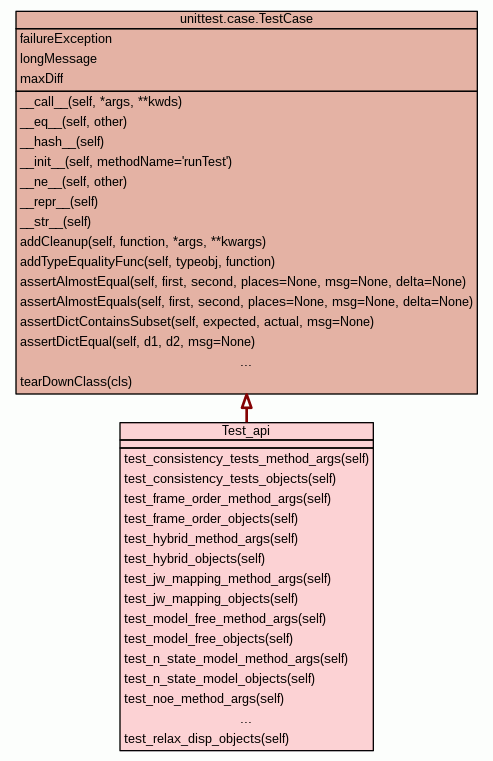 unittest.case.TestCase
failureException
longMessage
maxDiff
__call__(self, *args, **kwds)
__eq__(self, other)
__hash__(self)
__init__(self, methodName='runTest')
__ne__(self, other)
__repr__(self)
__str__(self)
addCleanup(self, function, *args, **kwargs)
addTypeEqualityFunc(self, typeobj, function)
assertAlmostEqual(self, first, second, places=None, msg=None, delta=None)
assertAlmostEquals(self, first, second, places=None, msg=None, delta=None)
assertDictContainsSubset(self, expected, actual, msg=None)
assertDictEqual(self, d1, d2, msg=None)
...
tearDownClass(cls)
Test_api
test_consistency_tests_method_args(self)
test_consistency_tests_objects(self)
test_frame_order_method_args(self)
test_frame_order_objects(self)
test_hybrid_method_args(self)
test_hybrid_objects(self)
test_jw_mapping_method_args(self)
test_jw_mapping_objects(self)
test_model_free_method_args(self)
test_model_free_objects(self)
test_n_state_model_method_args(self)
test_n_state_model_objects(self)
test_noe_method_args(self)
...
test_relax_disp_objects(self)